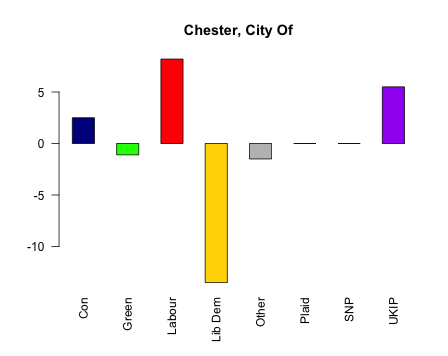 Chester, City Of
5
0
-5
-10
Con
Green
Labour
Lib Dem
Other
Plaid
SNP
UKIP